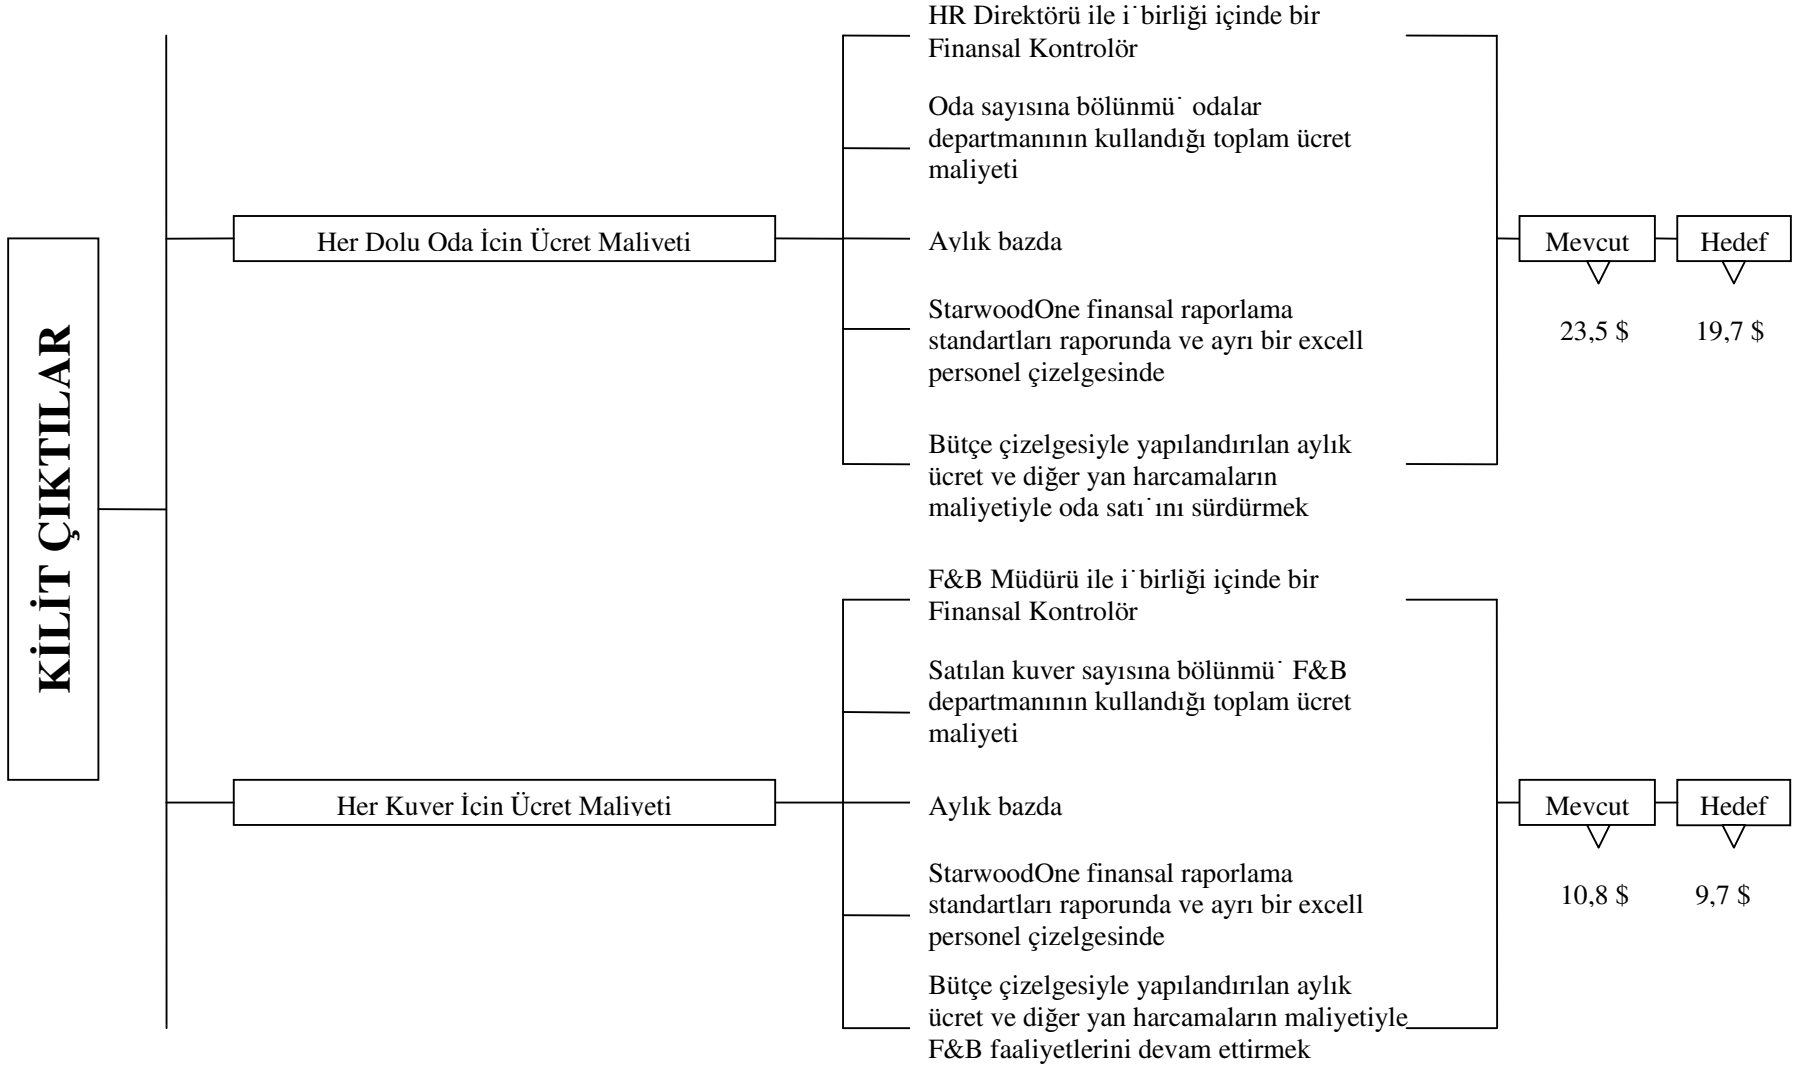 KİLİT ÇIKTILAR
Her Dolu Oda İçin Ücret Maliyeti
HR Direktörü ile i˙birliği içinde bir
Finansal Kontrolör
Oda sayısına bölünmü˙ odalar
departmanının kullandığı toplam ücret
maliyeti
Aylık bazda
StarwoodOne finansal raporlama
standartları raporunda ve ayrı bir excell
personel çizelgesinde
Bütçe çizelgesiyle yapılandırılan aylık
ücret ve diğer yan harcamaların
maliyetiyle oda satı˙ını sürdürmek
Mevcut
Hedef
23,5 $
19,7 $
Her Kuver İçin Ücret Maliyeti
F&B Müdürü ile i˙birliği içinde bir
Finansal Kontrolör
Satılan kuver sayısına bölünmü˙ F&B
departmanının kullandığı toplam ücret
maliyeti
Aylık bazda
StarwoodOne finansal raporlama
standartları raporunda ve ayrı bir excell
personel çizelgesinde
Bütçe çizelgesiyle yapılandırılan aylık
ücret ve diğer yan harcamaların maliyetiyle
F&B faaliyetlerini devam ettirmek
Mevcut
Hedef
10,8 $
9,7 $